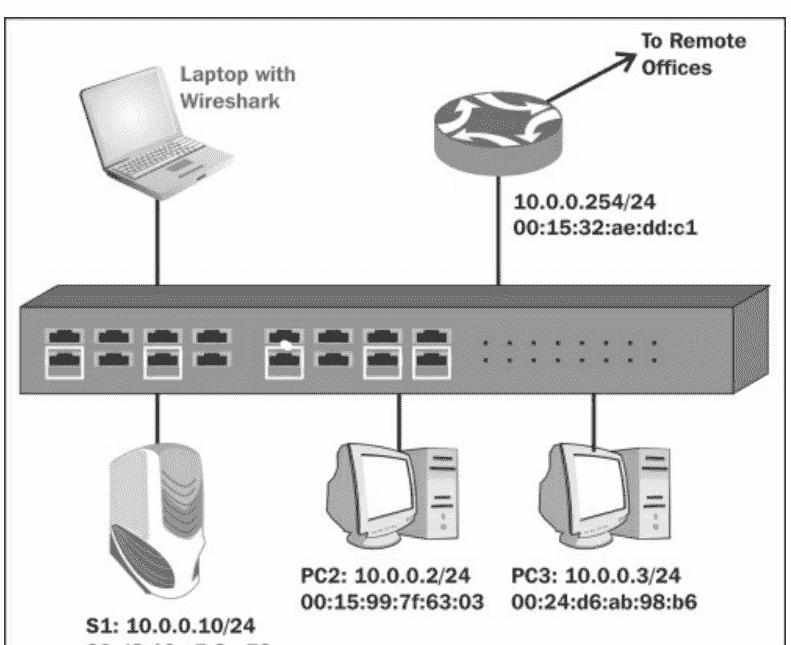 Laptop with
Wireshark
To Remote
Offices
10.0.0.254/24
00:15:32:ae:dd:c1
PC2: 10.0.0.2/24
00:15:99:7f:63:03
PC3: 10.0.0.3/24
00:24:d6:ab:98:b6
S1: 10.0.0.10/24